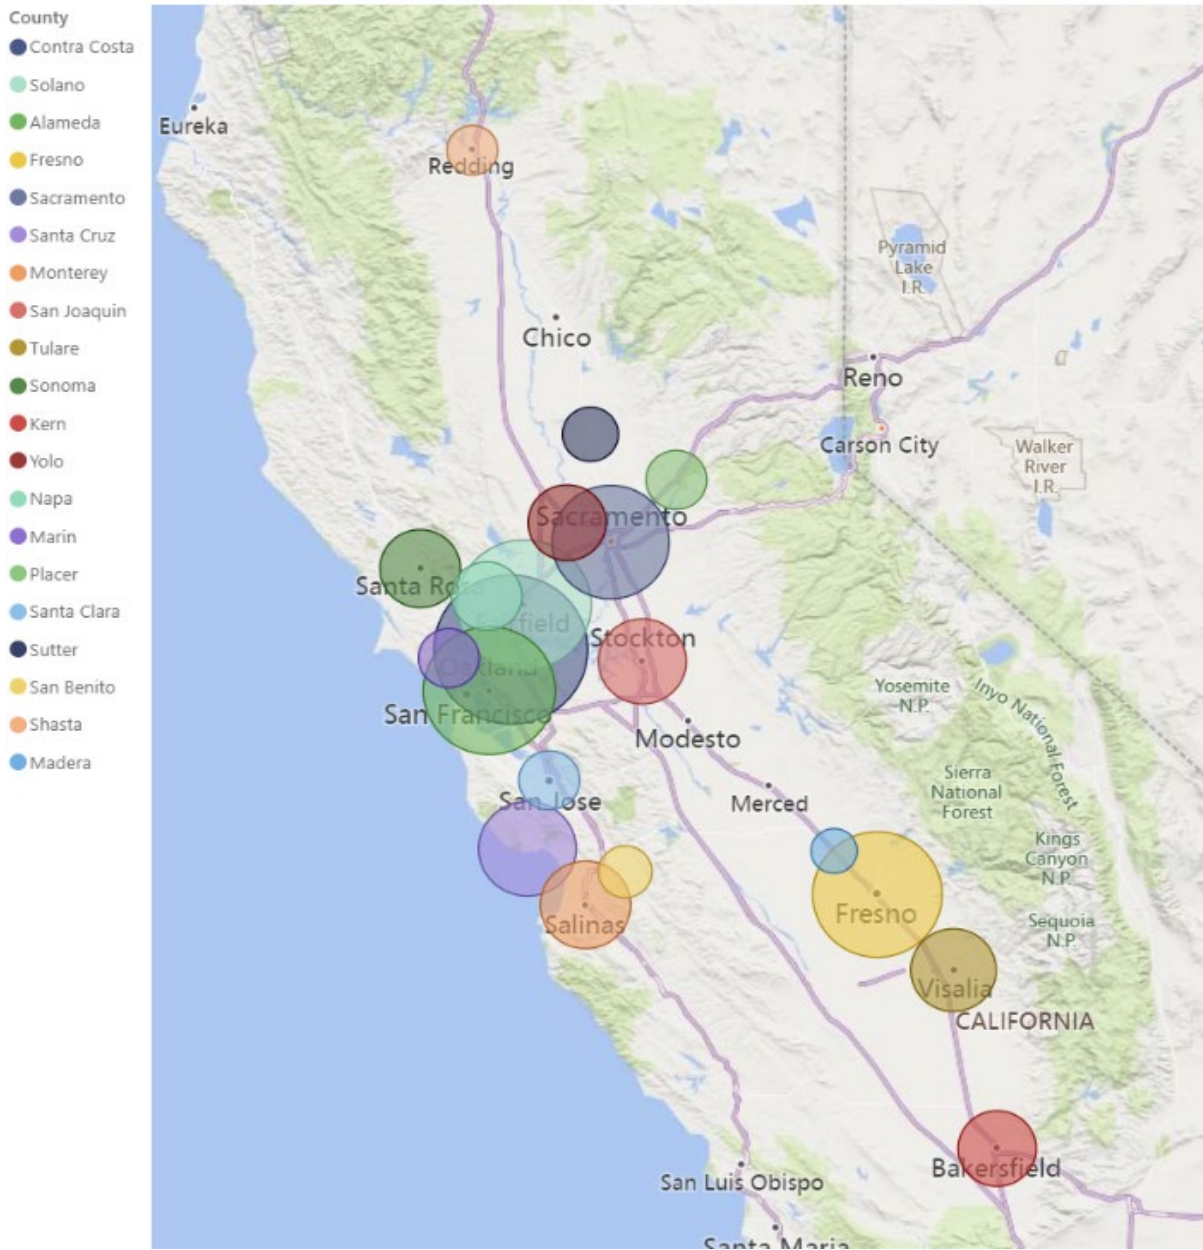 County
Contra Costa
Solano
Alameda
Fresno
Sacramento
Santa Cruz
Monterey
San Joaquin
Tulare
Sonoma
Kern
Yolo
Napa
Marin
Placer
Santa Clara
Sutter
San Benito
Shasta
Madera
Eureka
Redding
Pyramid
Lake
I.R.
Chico
Reno
Carson City
Walker
River
I.R.
Sacramento
Santa Rosa
Fairfield
Stockton
Oakland
San Francisco
Yosemite
N.P.
Inyo National Forest
Modesto
Sierra
National
Forest
San Jose
Merced
Kings
Canyon
N.P.
Fresno
Salinas
Sequoia
N.P.
Visalia
CALIFORNIA
Bakersfield
San Luis Obispo
Santa Maria